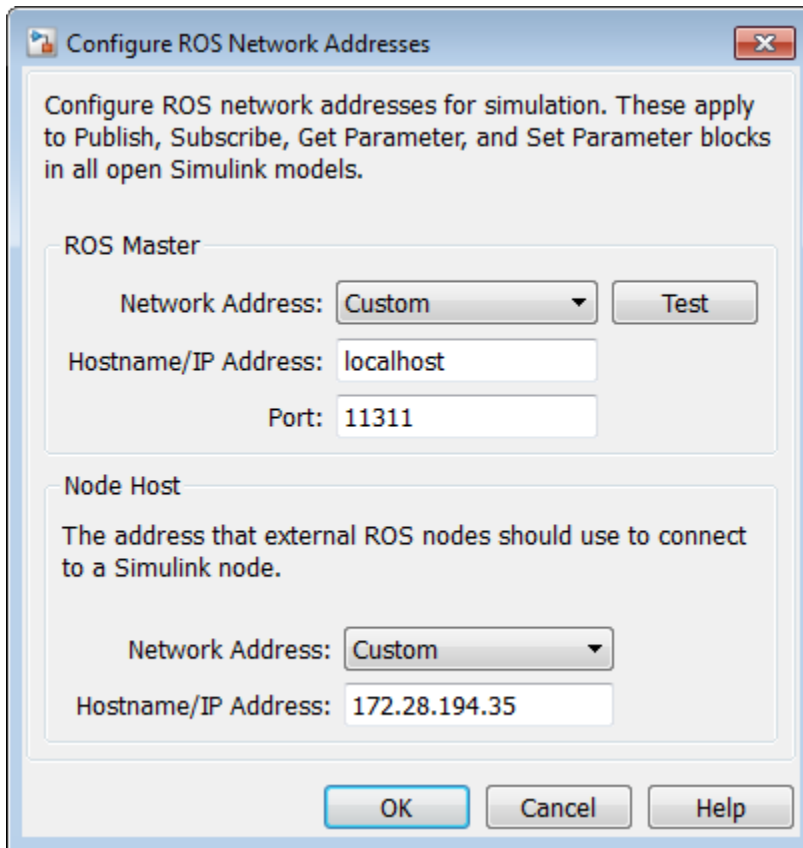 Configure ROS Network Addresses
Configure ROS network addresses for simulation. These apply
to Publish, Subscribe, Get Parameter, and Set Parameter blocks
in all open Simulink models.
ROS Master
Network Address: Custom Test
Hostname/IP Address: localhost
Port: 11311
Node Host
The address that external ROS nodes should use to connect
to a Simulink node.
Network Address: Custom
Hostname/IP Address: 172.28.194.35
OK Cancel Help